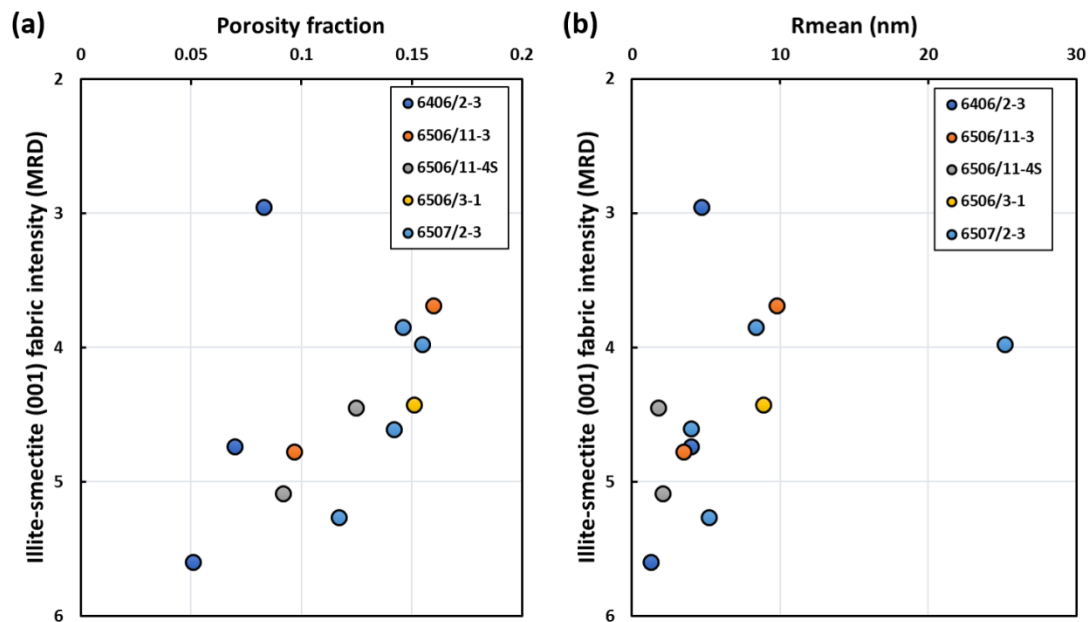 (a)
Porosity fraction
0 0.05 0.1 0.15 0.2
Illite-smectite (001) fabric intensity (MRD)
2
3
4
5
6
6406/2-3
6506/11-3
6506/11-4S
6506/3-1
6507/2-3
(b)
Rmean (nm)
0 10 20 30
Illite-smectite (001) fabric intensity (MRD)
2
3
4
5
6
6406/2-3
6506/11-3
6506/11-4S
6506/3-1
6507/2-3